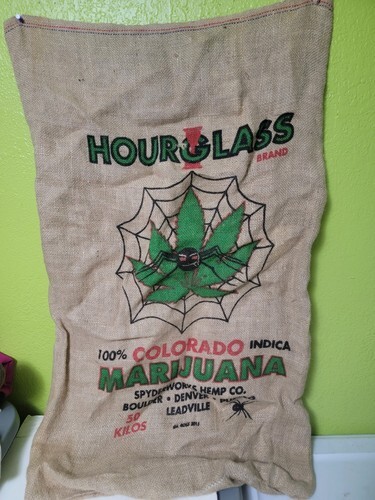 HOURGLASS
BRAND
100% COLORADO INDICA
MARIJUANA
SPYDERWORKS HEMP CO.
BOULDER • DENVER •
LEADVILLE
50
KILOS